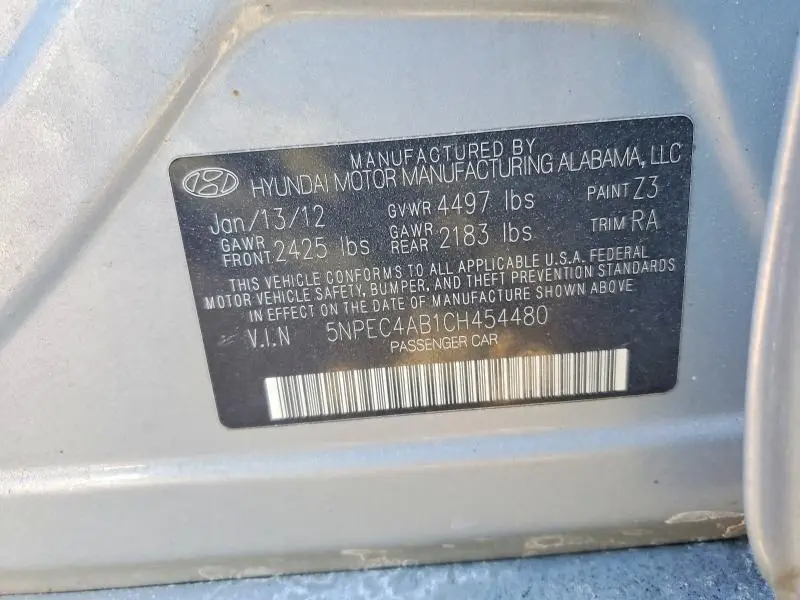 MANUFACTURED BY
HYUNDAI MOTOR MANUFACTURING ALABAMA, LLC
Jan/13/12 GVWR 4497 lbs PAINT Z3
GAWR FRONT 2425 lbs GAWR REAR 2183 lbs TRIM RA
THIS VEHICLE CONFORMS TO ALL APPLICABLE U.S.A. FEDERAL
MOTOR VEHICLE SAFETY, BUMPER, AND THEFT PREVENTION STANDARDS
IN EFFECT ON THE DATE OF MANUFACTURE SHOWN ABOVE
V.I.N 5NPEC4AB1CH454480
PASSENGER CAR